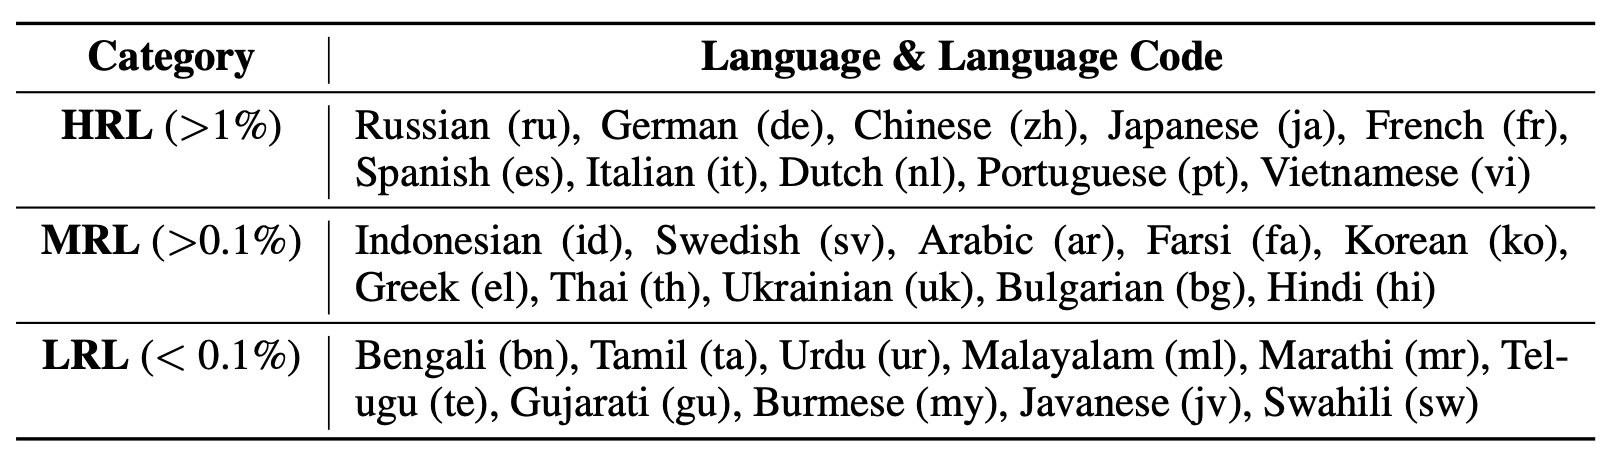 Category Language & Language Code
HRL (>1%) Russian (ru), German (de), Chinese (zh), Japanese (ja), French (fr),
Spanish (es), Italian (it), Dutch (nl), Portuguese (pt), Vietnamese (vi)
MRL (>0.1%) Indonesian (id), Swedish (sv), Arabic (ar), Farsi (fa), Korean (ko),
Greek (el), Thai (th), Ukrainian (uk), Bulgarian (bg), Hindi (hi)
LRL (< 0.1%) Bengali (bn), Tamil (ta), Urdu (ur), Malayalam (ml), Marathi (mr), Tel-
ugu (te), Gujarati (gu), Burmese (my), Javanese (jv), Swahili (sw)